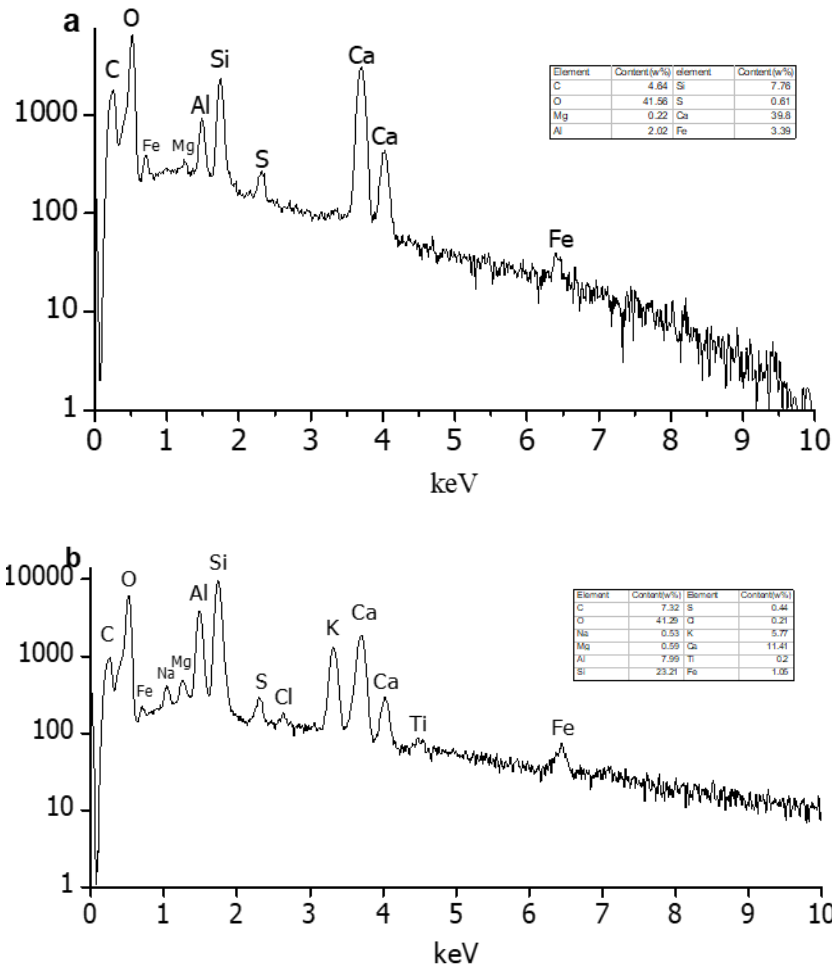 a
O
C
Fe
Mg
Al
Si
S
Ca
Ca
Fe
1000
100
10
1
Element Content(w%) element Content(w%)
C 4.64 Si 7.76
O 41.56 S 0.61
Mg 0.22 Ca 39.8
Al 2.02 Fe 3.39
0 1 2 3 4 5 6 7 8 9 10
keV
b
C
O
Fe
Na
Mg
Al
Si
S
Cl
K
Ca
Ca
Ti
Fe
10000
1000
100
10
1
Element Content(w%) Element Content(w%)
C 7.32 S 0.44
O 41.29 Cl 0.21
Na 0.53 K 5.77
Mg 0.59 Ca 11.41
Al 7.99 Ti 0.2
Si 23.21 Fe 1.05
0 1 2 3 4 5 6 7 8 9 10
keV